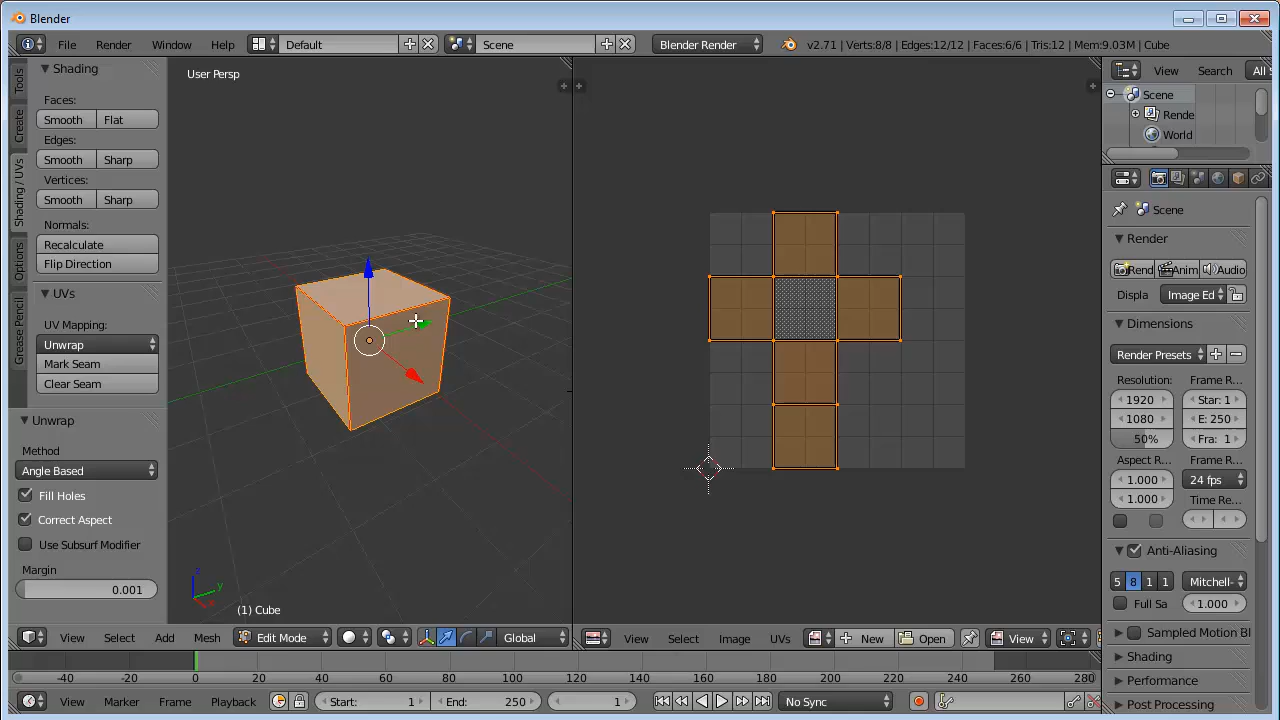 Blender
File Render Window Help Default Scene Blender Render v2.71 | Verts:8/8 | Edges:12/12 | Faces:6/6 | Tris:12 | Mem:9.03M | Cube
Tools
Create
Shading / UVs
Options
Grease Pencil
Shading
Faces:
Smooth Flat
Edges:
Smooth Sharp
Vertices:
Smooth Sharp
Normals:
Recalculate
Flip Direction
UVs
UV Mapping:
Unwrap
Mark Seam
Clear Seam
Unwrap
Method
Angle Based
Fill Holes
Correct Aspect
Use Subsurf Modifier
Margin
0.001
User Persp
z
y
x
(1) Cube
View Select Add Mesh Edit Mode Global
View Select Image UVs New Open View
View Search All S
Scene
Rende
World
Scene
Render
Rend Anim Audio
Displa Image Ed
Dimensions
Render Presets
Resolution: Frame R...
1920 Star: 1
1080 E: 250
50% Fra: 1
Aspect R... Frame R...
1.000 24 fps
1.000 Time Re...
Anti-Aliasing
5 8 1 1 Mitchell-
Full Sa 1.000
Sampled Motion Bl
Shading
Performance
Post Processing
-40 -20 0 20 40 60 80 100 120 140 160 180 200 220 240 260 280
View Marker Frame Playback Start: 1 End: 250 1 No Sync